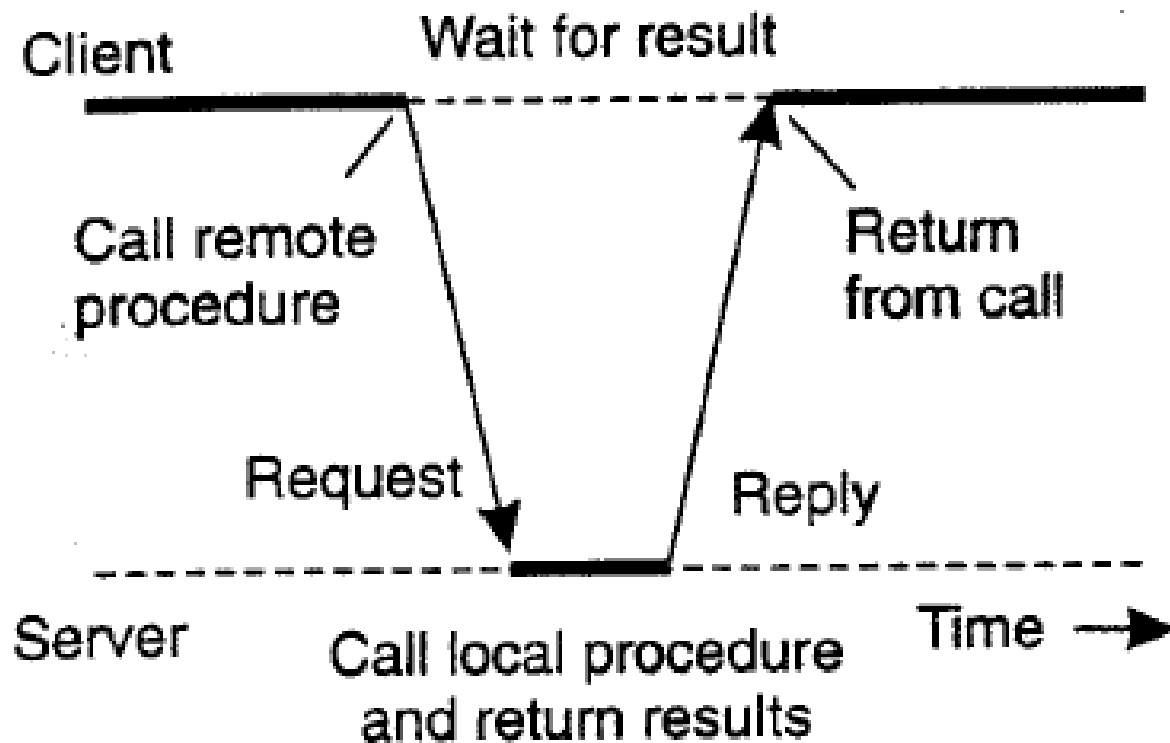 Client
Wait for result
Call remote
procedure
Return
from call
Request
Reply
Server
Time
Call local procedure
and return results